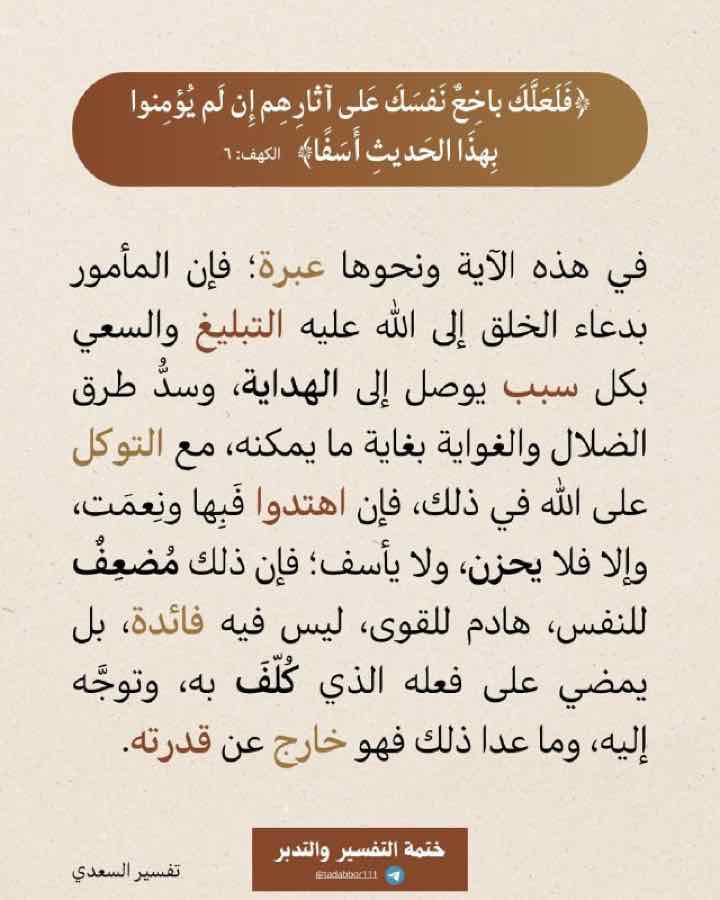 ﴿فَلَعَلَّكَ باخِعٌ نَفسَكَ عَلى آثارِهِم إِن لَم يُؤمِنوا
بِهذَا الحَديثِ أَسَفًا﴾ الكهف: ٦
في هذه الآية ونحوها عبرة؛ فإن المأمور
بدعاء الخلق إلى الله عليه التبليغ والسعي
بكل سبب يوصل إلى الهداية، وسدُّ طرق
الضلال والغواية بغاية ما يمكنه، مع التوكل
على الله في ذلك، فإن اهتدوا فَبِها ونِعمَت،
وإلا فلا يحزن، ولا يأسف؛ فإن ذلك مُضعِفٌ
للنفس، هادم للقوى، ليس فيه فائدة، بل
يمضي على فعله الذي كُلِّفَ به، وتوجَّه
إليه، وما عدا ذلك فهو خارج عن قدرته.
ختمة التفسير والتدبر
@tadabbor111
تفسير السعدي